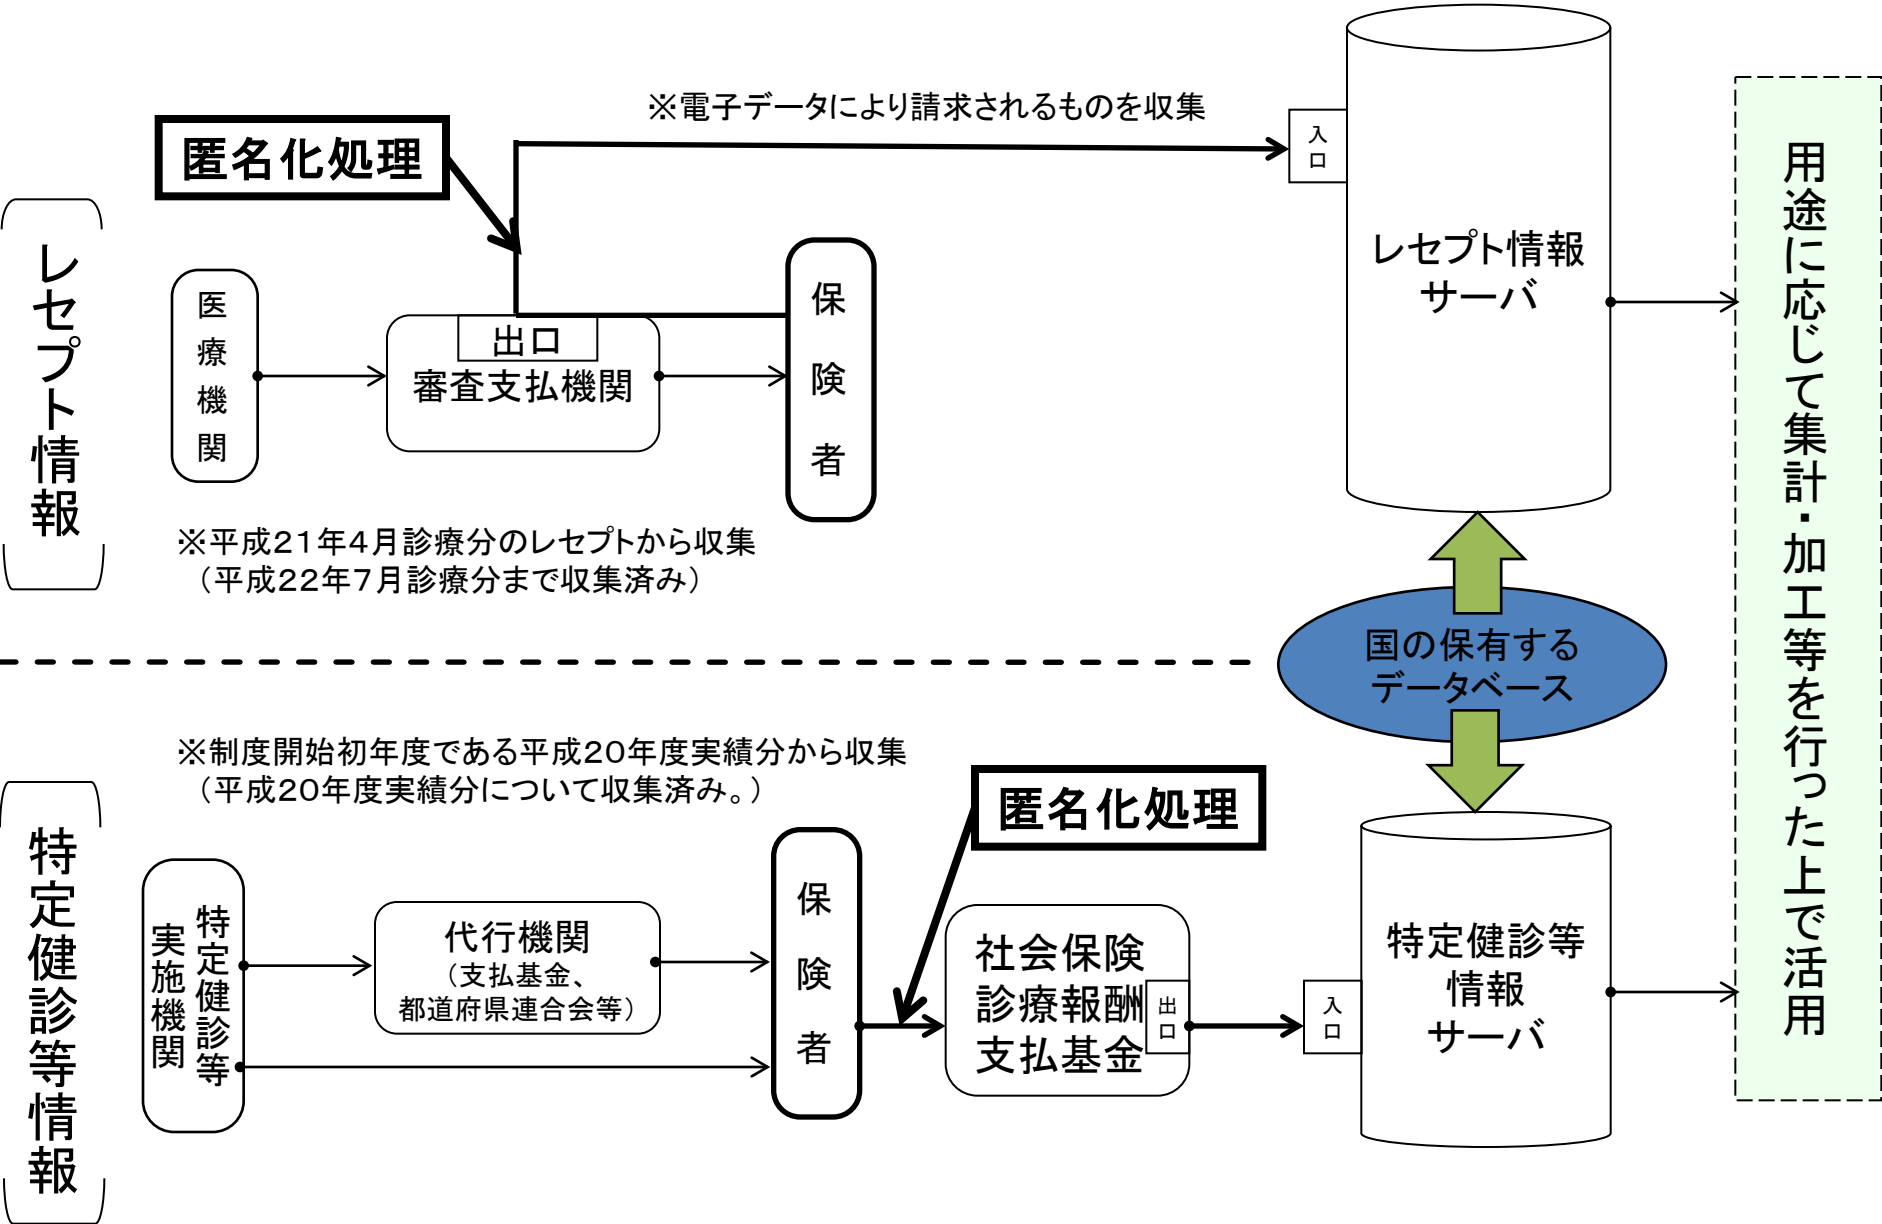 ※電子データにより請求されるものを収集
匿名化処理
入口
レセプト情報
医療機関
出口
審査支払機関
保険者
レセプト情報
サーバ
※平成21年4月診療分のレセプトから収集
(平成22年7月診療分まで収集済み)
国の保有する
データベース
用途に応じて集計・加工等を行った上で活用
※制度開始初年度である平成20年度実績分から収集
(平成20年度実績分について収集済み。)
匿名化処理
特定健診等情報
特定健診等
実施機関
代行機関
(支払基金、
都道府県連合会等)
保険者
社会保険
診療報酬
支払基金
出口
入口
特定健診等
情報
サーバ